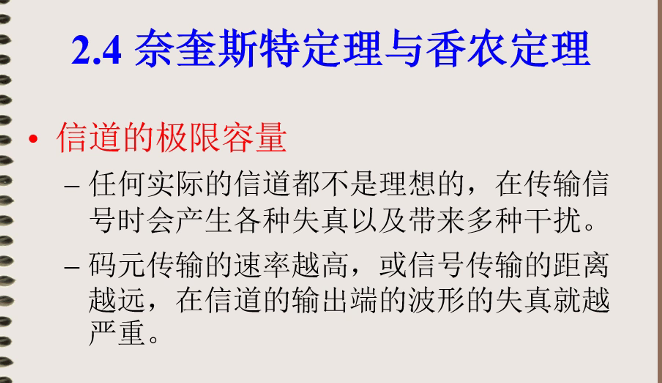 2.4 奈奎斯特定理与香农定理
• 信道的极限容量
– 任何实际的信道都不是理想的，在传输信
号时会产生各种失真以及带来多种干扰。
– 码元传输的速率越高，或信号传输的距离
越远，在信道的输出端的波形的失真就越
严重。